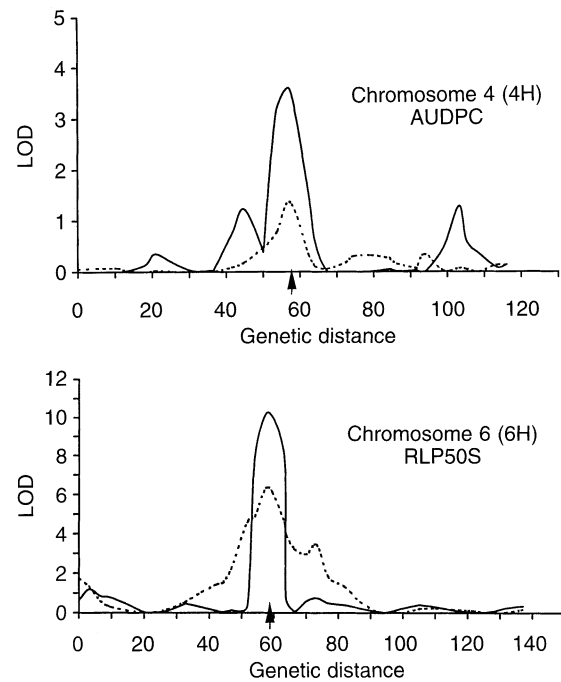 5
4
3
2
1
0
LOD
Chromosome 4 (4H)
AUDPC
0 20 40 60 80 100 120
Genetic distance
12
10
8
6
4
2
0
LOD
Chromosome 6 (6H)
RLP50S
0 20 40 60 80 100 120 140
Genetic distance